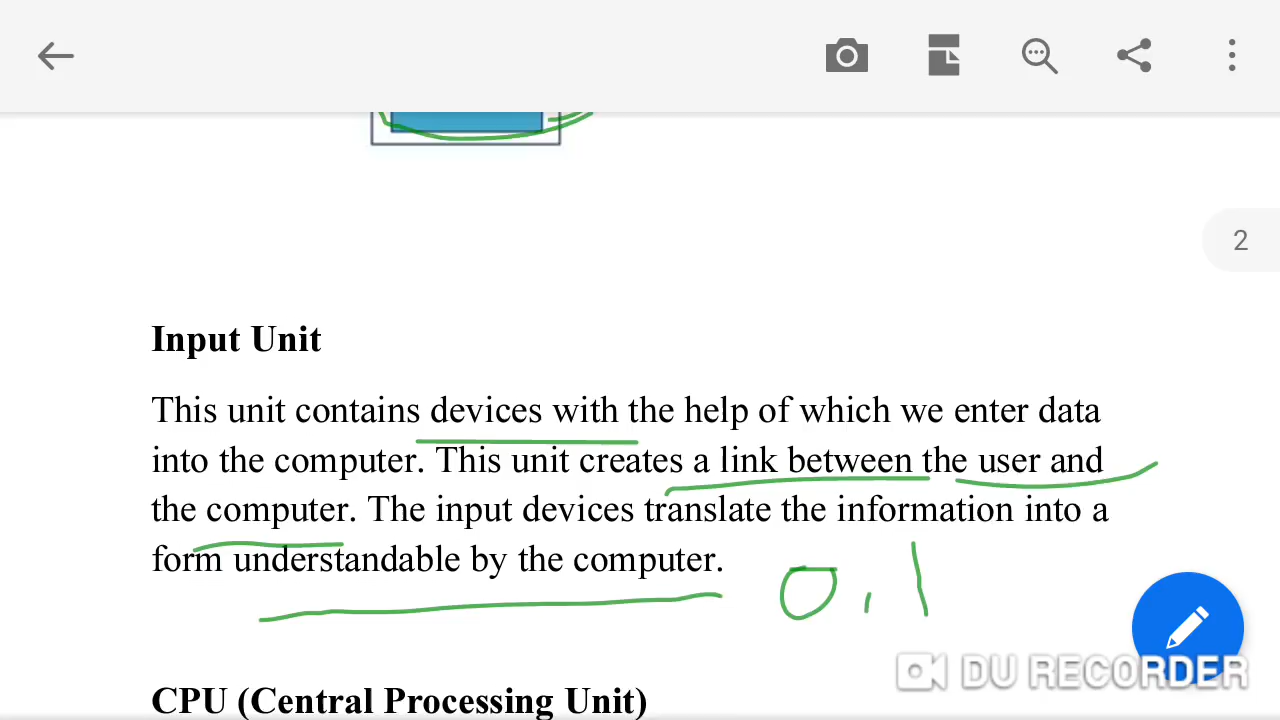 2
Input Unit
This unit contains devices with the help of which we enter data
into the computer. This unit creates a link between the user and
the computer. The input devices translate the information into a
form understandable by the computer.
0,1
CPU (Central Processing Unit)
DU RECORDER